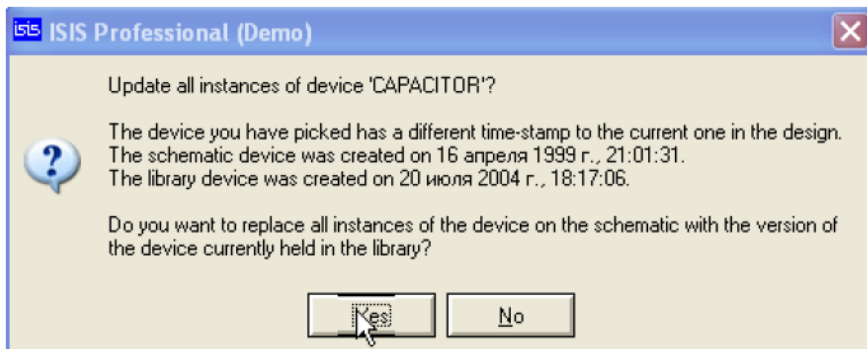 isis ISIS Professional (Demo)
Update all instances of device 'CAPACITOR'?
The device you have picked has a different time-stamp to the current one in the design.
The schematic device was created on 16 апреля 1999 г., 21:01:31.
The library device was created on 20 июля 2004 г., 18:17:06.
Do you want to replace all instances of the device on the schematic with the version of
the device currently held in the library?
Yes No